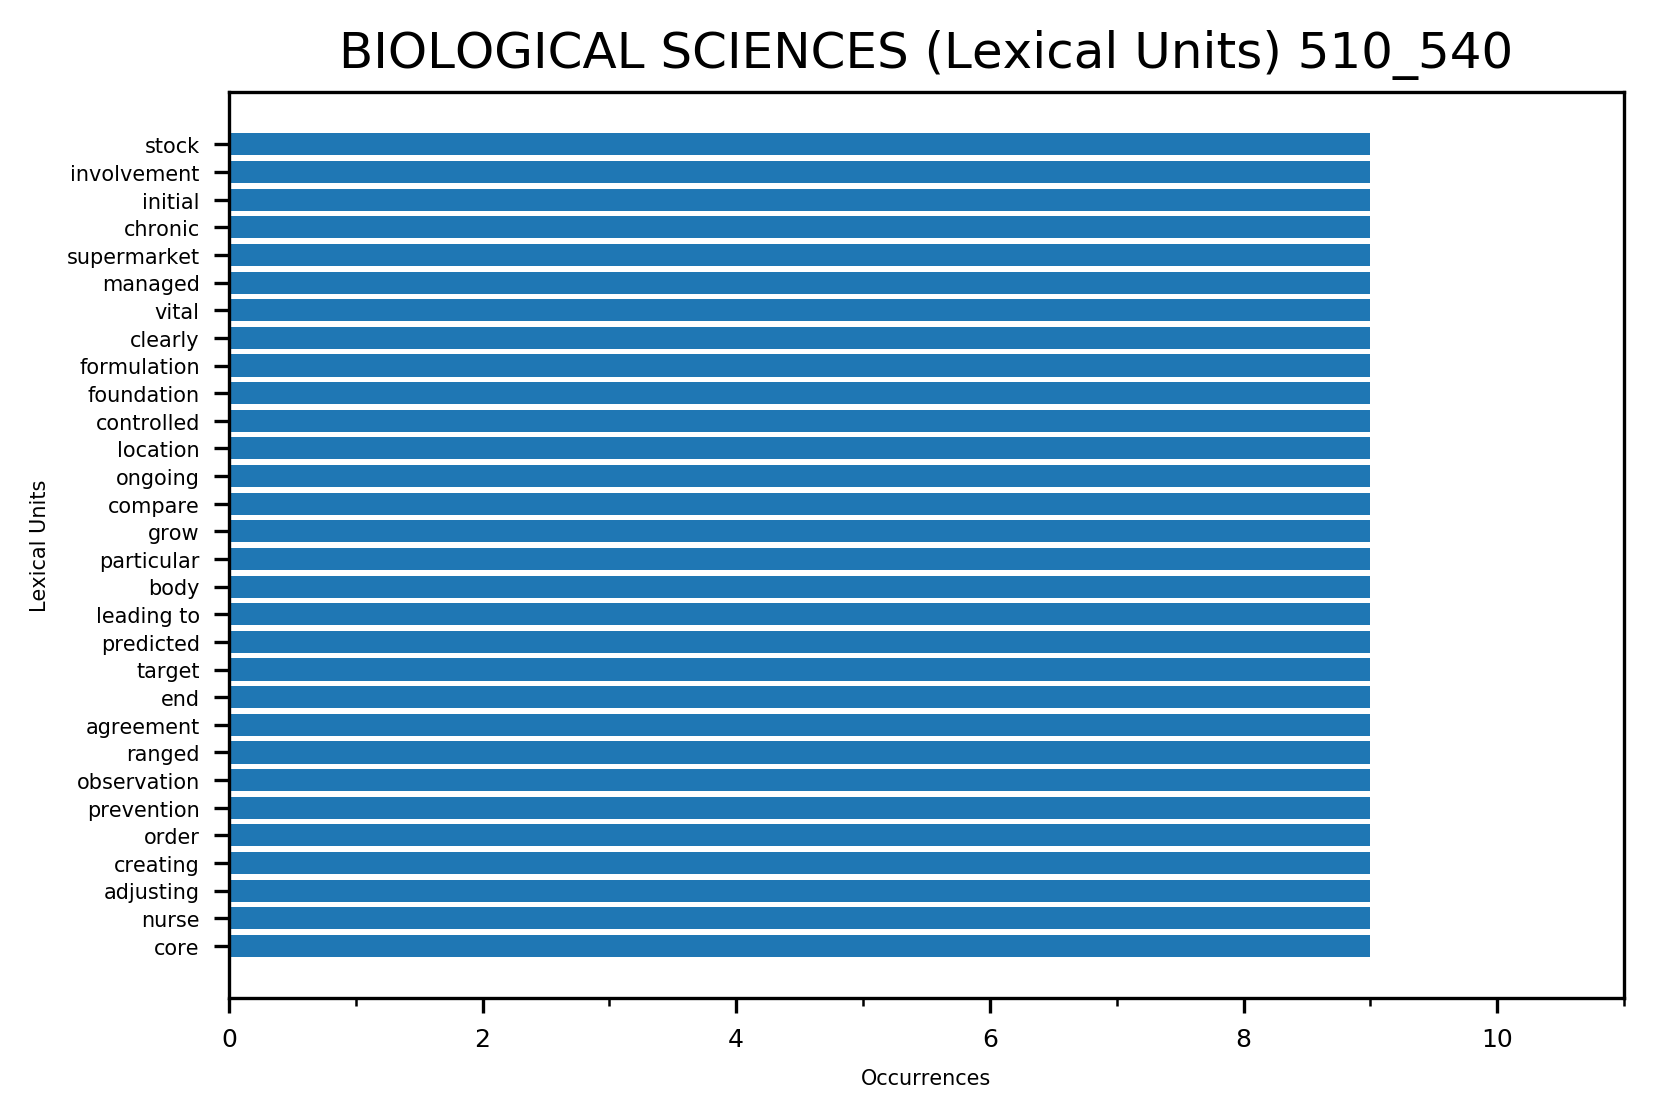 BIOLOGICAL SCIENCES (Lexical Units) 510_540
stock
involvement
initial
chronic
supermarket
managed
vital
clearly
formulation
foundation
controlled
location
ongoing
compare
grow
particular
body
leading to
predicted
target
end
agreement
ranged
observation
prevention
order
creating
adjusting
nurse
core
Lexical Units
0 2 4 6 8 10
Occurrences